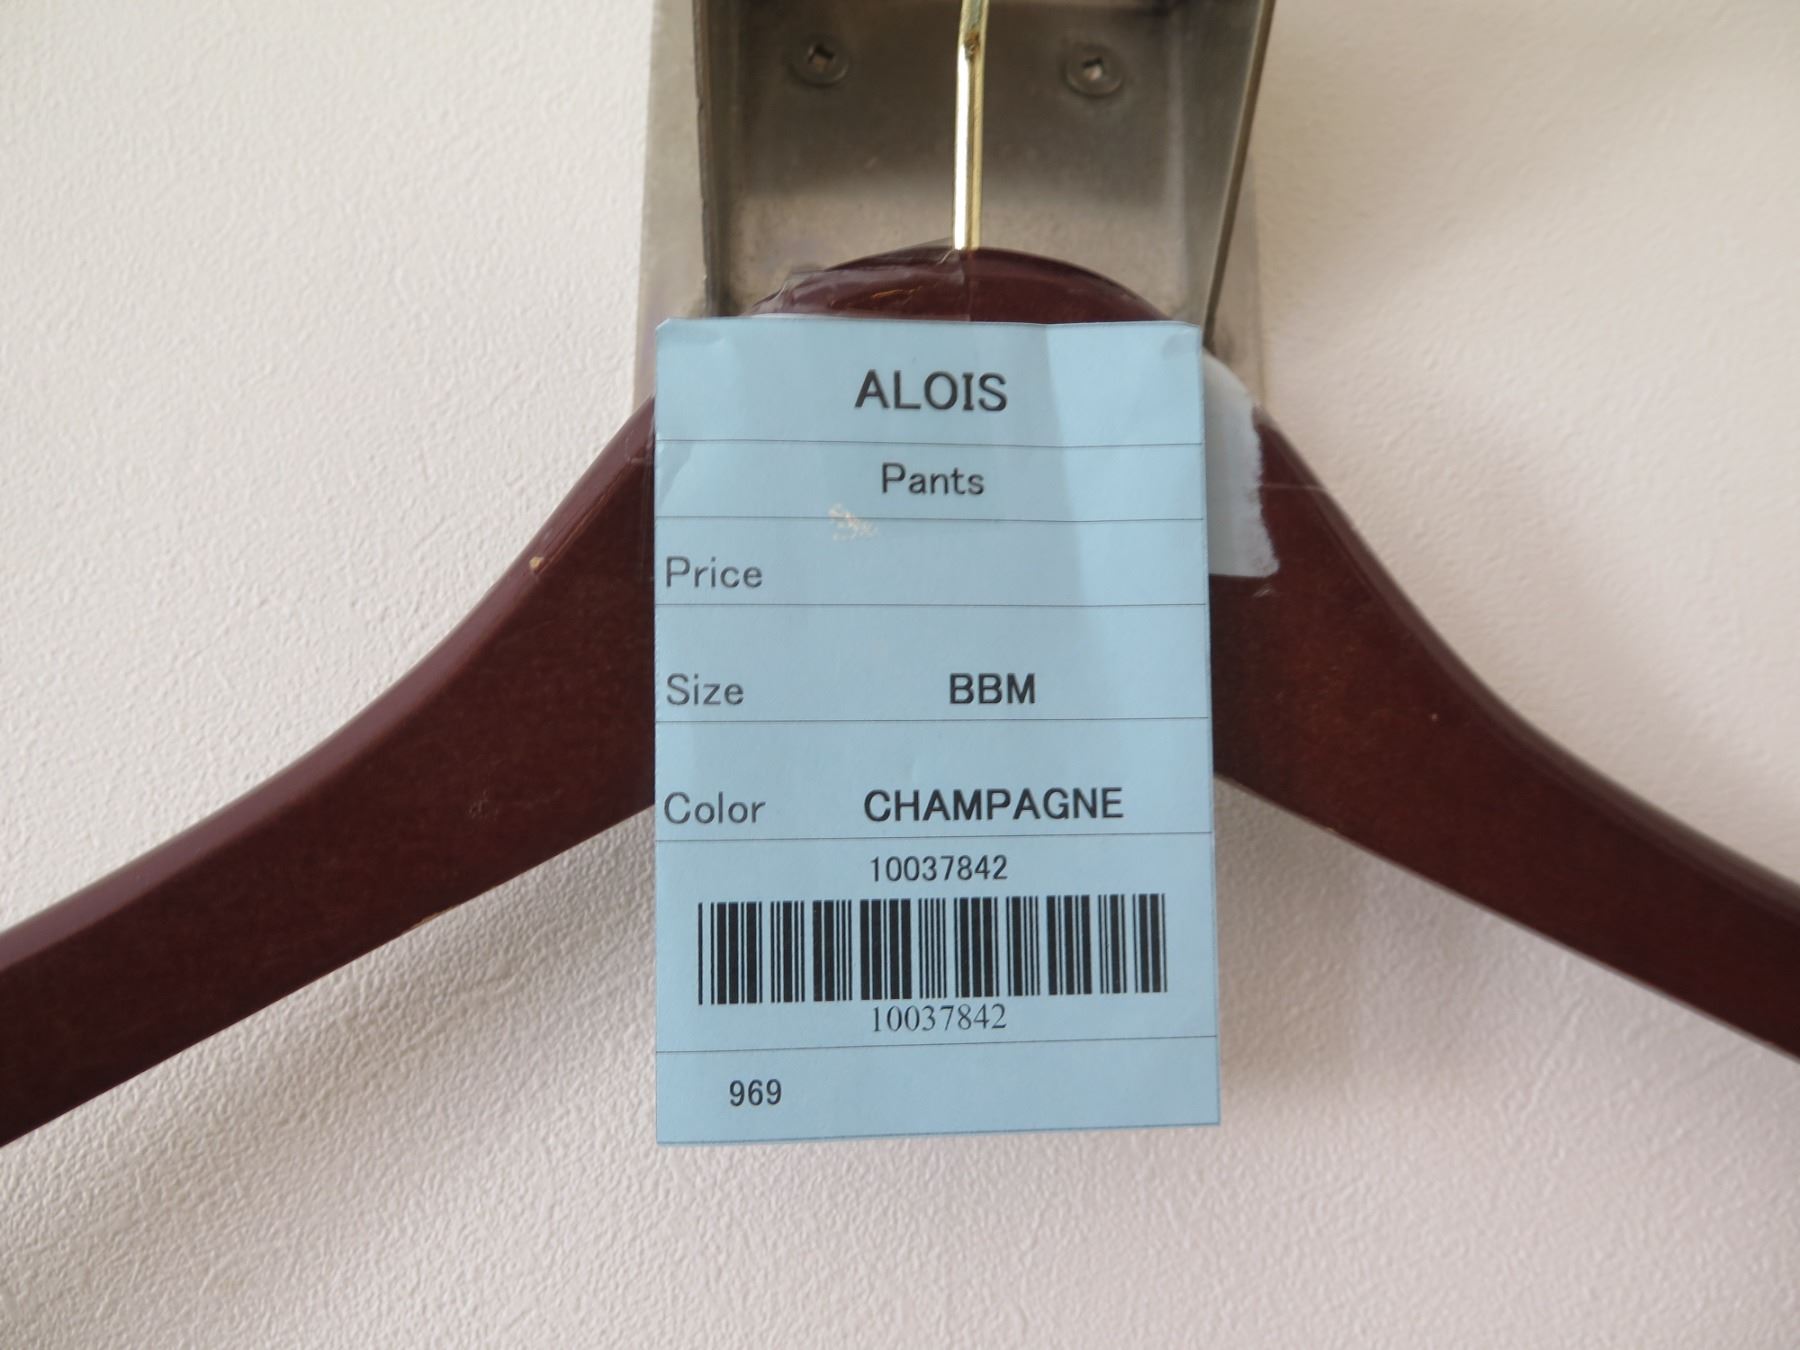 ALOIS
Pants
Price
Size BBM
Color CHAMPAGNE
10037842
10037842
969